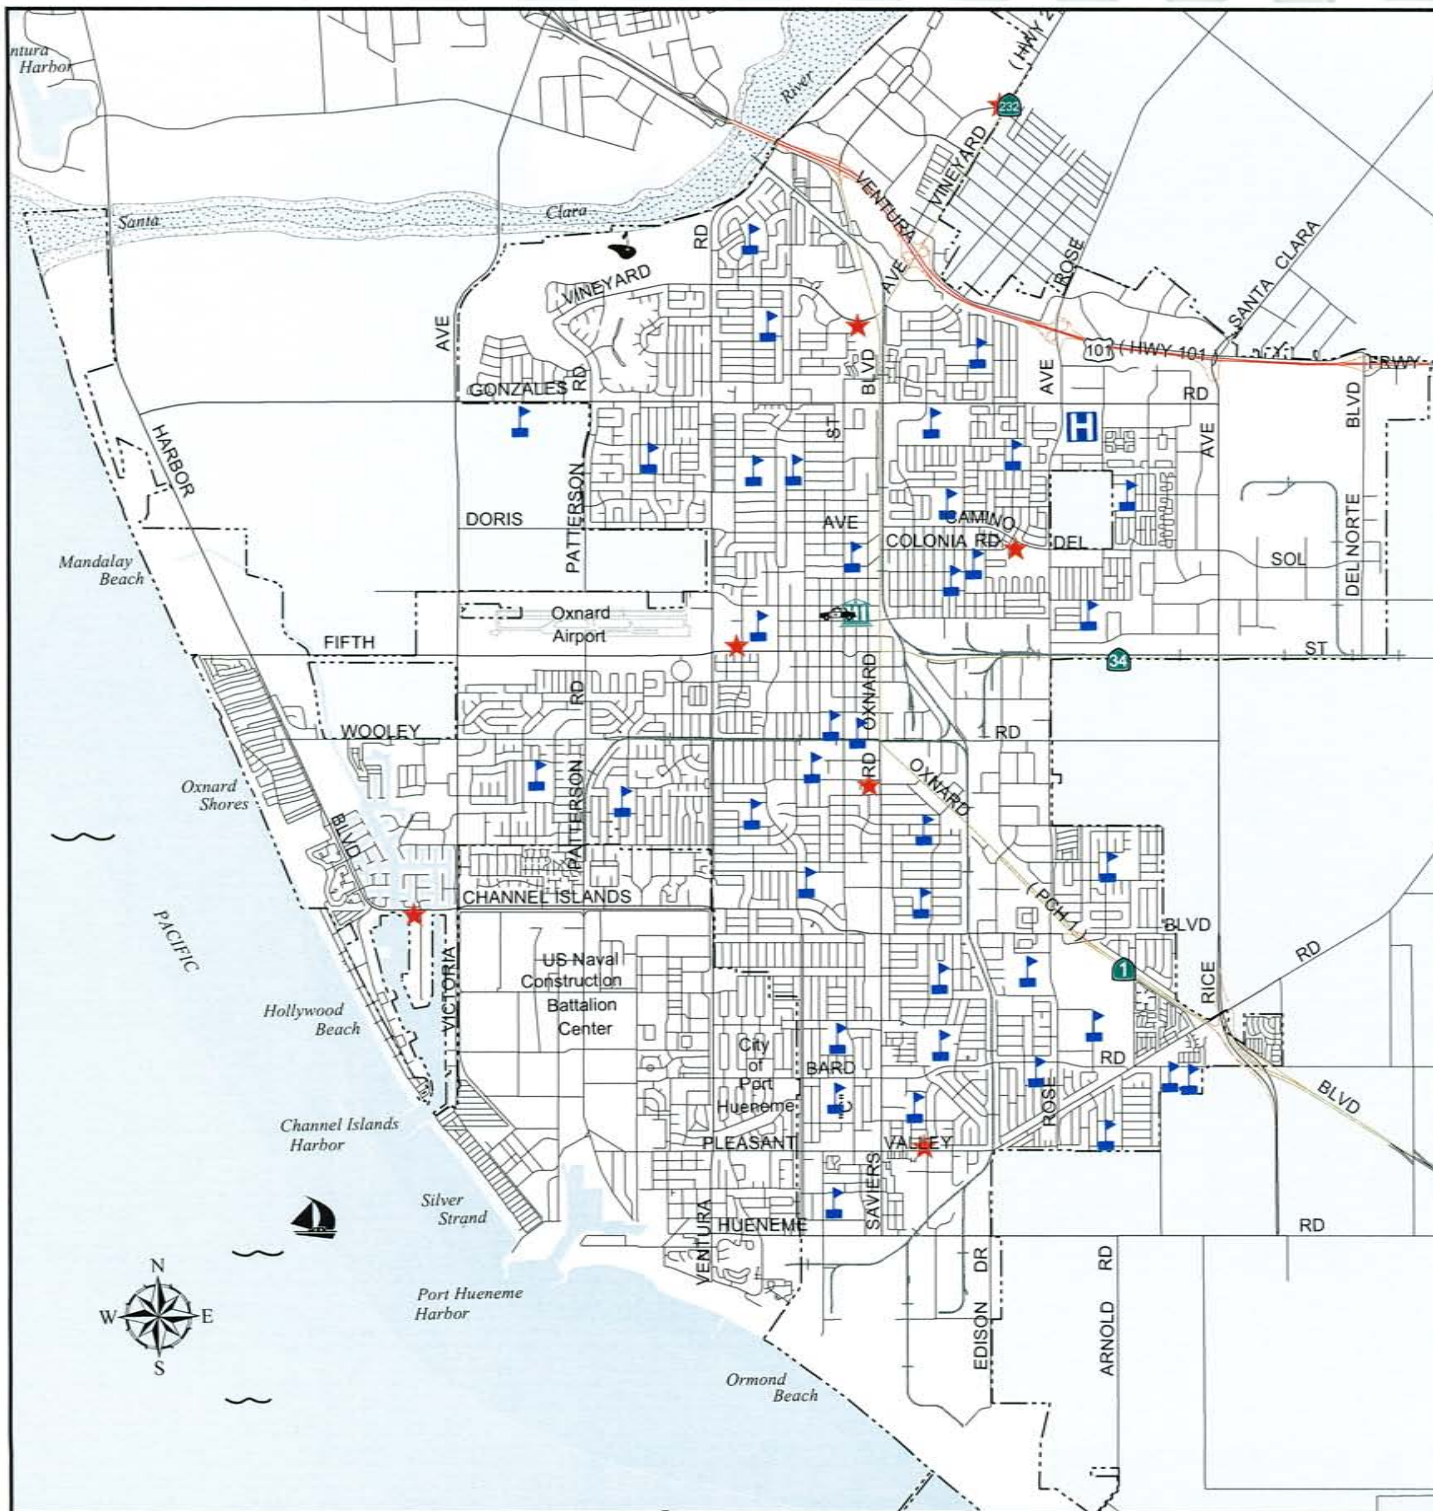 ntura
Harbor
(HWY 2
River
232
VINEYARD
VENTURA
Santa
Clara
RD
AVE
ROSE
SANTA CLARA
VINEYARD
AVE
BLVD
101
( HWY 101 )
FRWY
GONZALES
RD
AVE
RD
BLVD
HARBOR
ST
H
AVE
PATTERSON
DORIS
AVE
CAMINO
COLONIA RD
DEL
SOL
DEL NORTE
Mandalay
Beach
Oxnard
Airport
FIFTH
ST
34
OXNARD
RD
WOOLEY
RD
Oxnard
Shores
PATTERSON
RD
OXNARD
BLVD
CHANNEL ISLANDS
( PCH 1 )
BLVD
PACIFIC
VICTORIA
US Naval
Construction
Battalion
Center
1
RICE
RD
Hollywood
Beach
City
of
Port
Hueneme
BARD
RD
ROSE
BLVD
Channel Islands
Harbor
PLEASANT
VALLEY
Silver
Strand
VENTURA
HUENEME
SAVIERS
RD
Port Hueneme
Harbor
EDISON DR
ARNOLD RD
N
W
E
S
Ormond
Beach